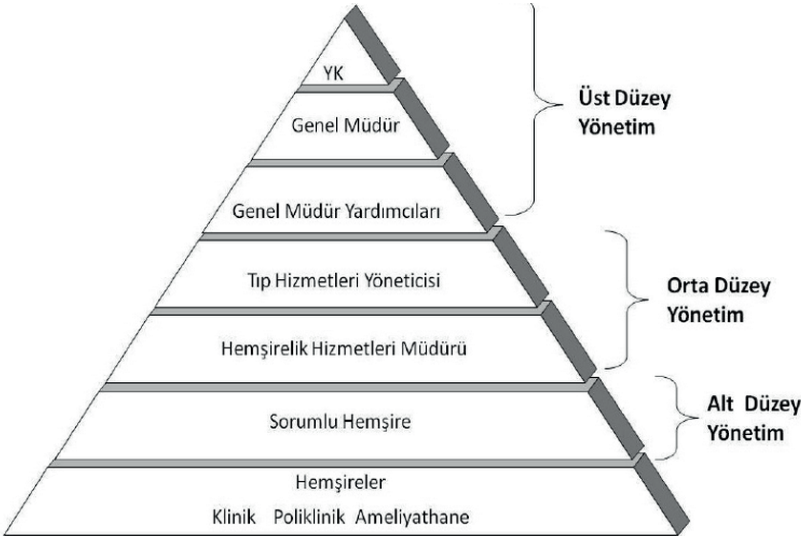 YK
Genel Müdür
Genel Müdür Yardımcıları
Üst Düzey
Yönetim
Tıp Hizmetleri Yöneticisi
Hemşirelik Hizmetleri Müdürü
Orta Düzey
Yönetim
Sorumlu Hemşire
Alt Düzey
Yönetim
Hemşireler
Klinik Poliklinik Ameliyathane